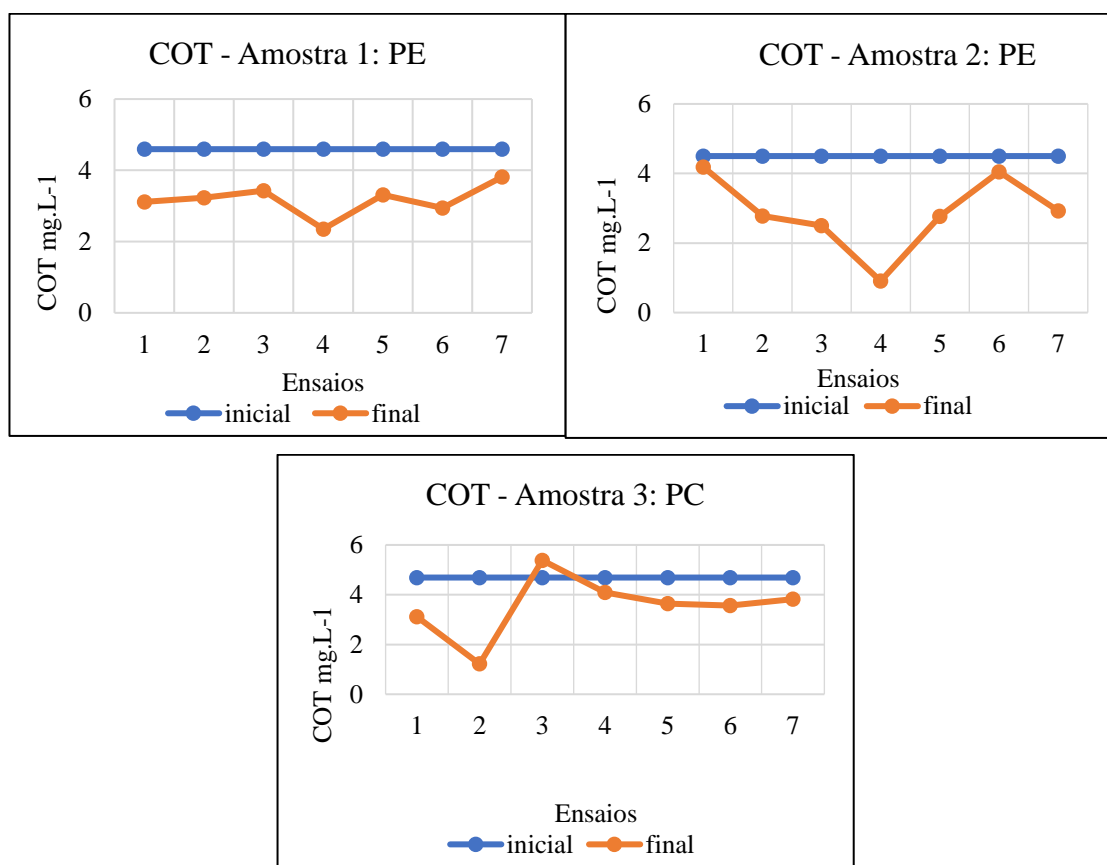 COT - Amostra 1: PE
6
4
2
0
COT mg.L-1
1 2 3 4 5 6 7
Ensaios
inicial final
COT - Amostra 2: PE
6
4
2
0
COT mg.L-1
1 2 3 4 5 6 7
Ensaios
inicial final
COT - Amostra 3: PC
6
4
2
0
COT mg.L-1
1 2 3 4 5 6 7
Ensaios
inicial final